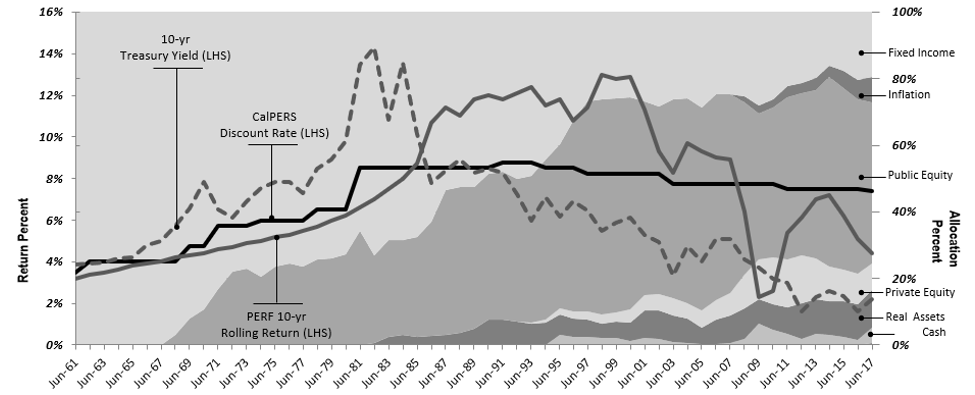 16%
14%
12%
10%
8%
6%
4%
2%
0%
Return Percent
10-yr
Treasury Yield (LHS)
CalPERS
Discount Rate (LHS)
PERF 10-yr
Rolling Return (LHS)
100%
80%
60%
40%
20%
0%
Allocation
Percent
Fixed Income
Inflation
Public Equity
Private Equity
Real Assets
Cash
Jun-61
Jun-63
Jun-65
Jun-67
Jun-69
Jun-71
Jun-73
Jun-75
Jun-77
Jun-79
Jun-81
Jun-83
Jun-85
Jun-87
Jun-89
Jun-91
Jun-93
Jun-95
Jun-97
Jun-99
Jun-01
Jun-03
Jun-05
Jun-07
Jun-09
Jun-11
Jun-13
Jun-15
Jun-17